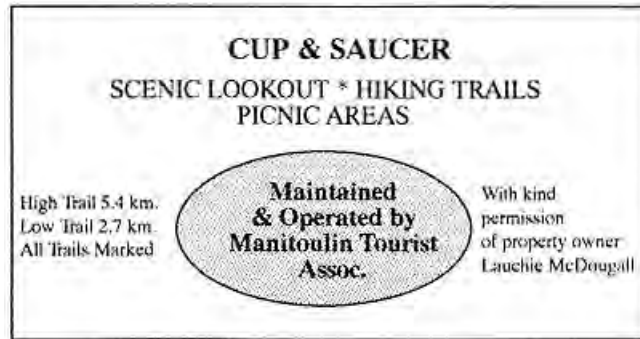 CUP & SAUCER
SCENIC LOOKOUT * HIKING TRAILS
PICNIC AREAS
High Trail 5.4 km.
Low Trail 2.7 km
All Trails Marked
Maintained
& Operated by
Manitoulin Tourist
Assoc.
With kind
permission
of property owner
Lauchie McDougall